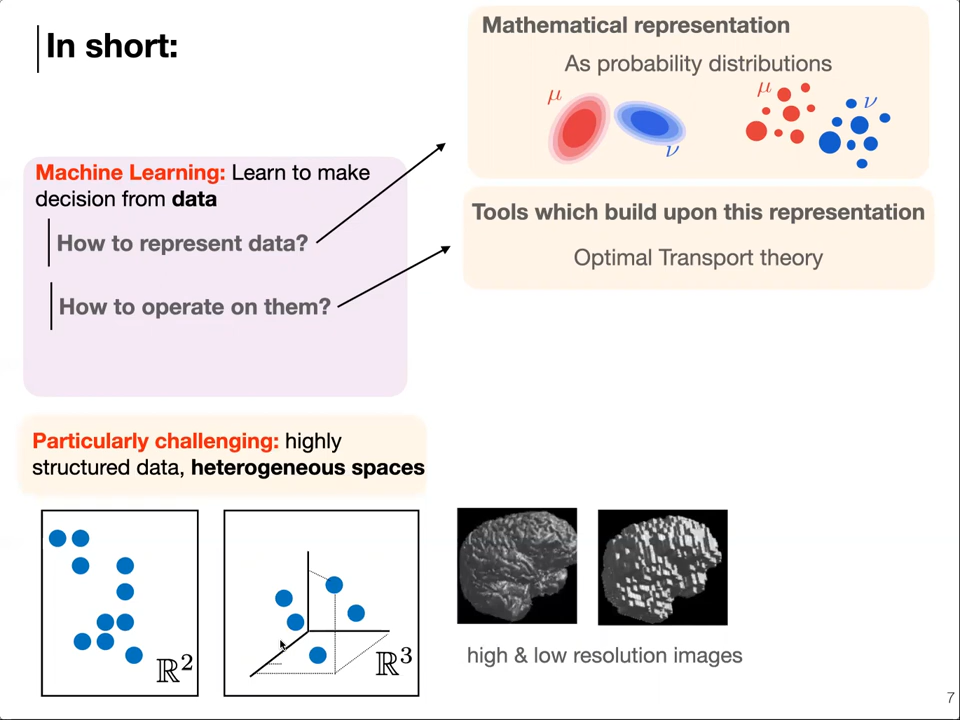 In short:
Mathematical representation
As probability distributions
μ
ν
μ
ν
Machine Learning: Learn to make
decision from data
How to represent data?
How to operate on them?
Tools which build upon this representation
Optimal Transport theory
Particularly challenging: highly
structured data, heterogeneous spaces
ℝ²
ℝ³
high & low resolution images
7